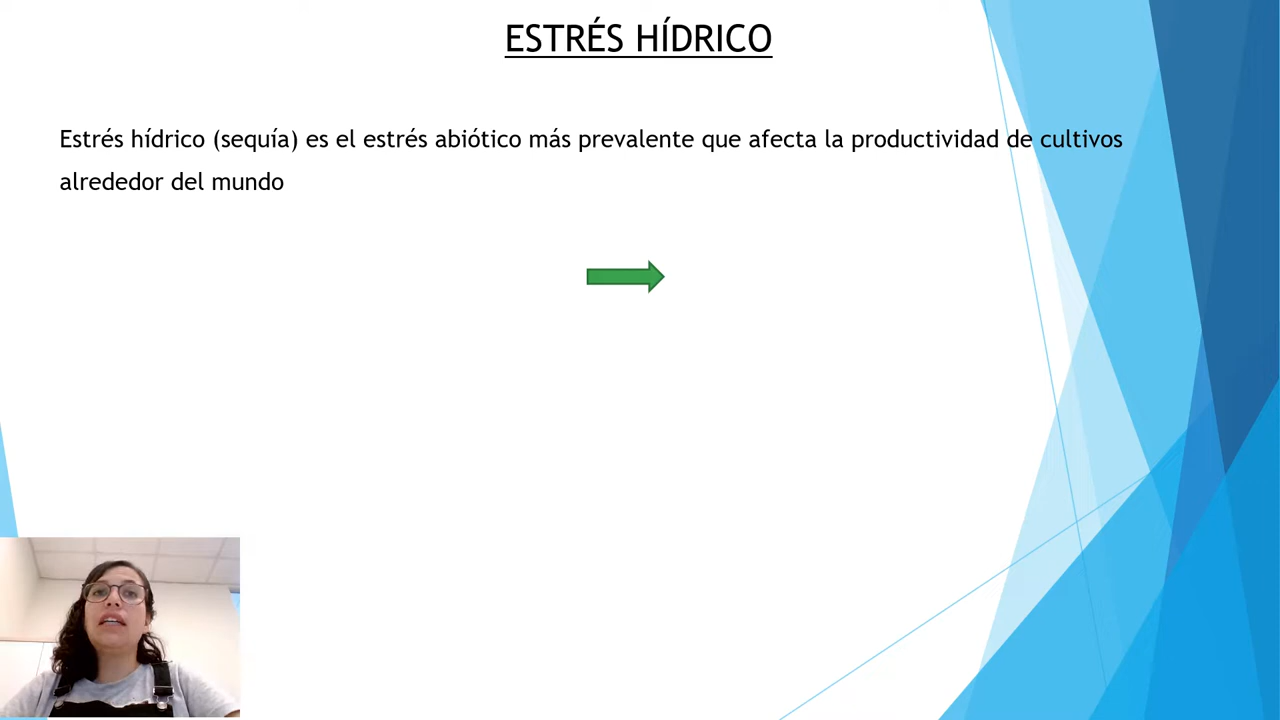 ESTRÉS HÍDRICO
Estrés hídrico (sequía) es el estrés abiótico más prevalente que afecta la productividad de cultivos
alrededor del mundo